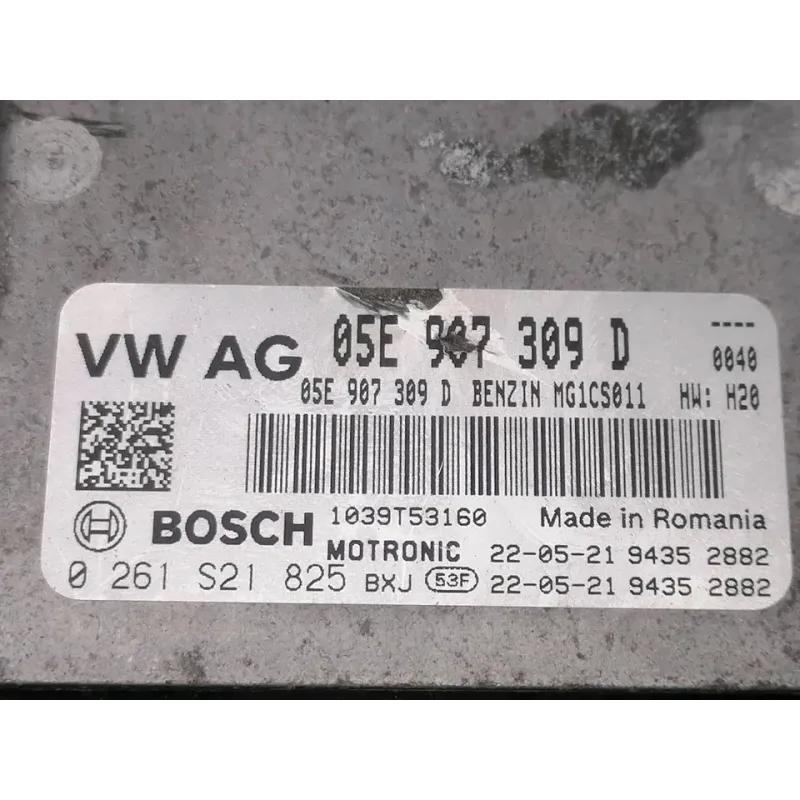 VW AG 05E 907 309 D ----
0040
05E 907 309 D BENZIN MG1CS011 HW: H20
BOSCH 1039T53160 Made in Romania
MOTRONIC 22-05-21 9435 2882
0 261 S21 825 BXJ 53F 22-05-21 9435 2882